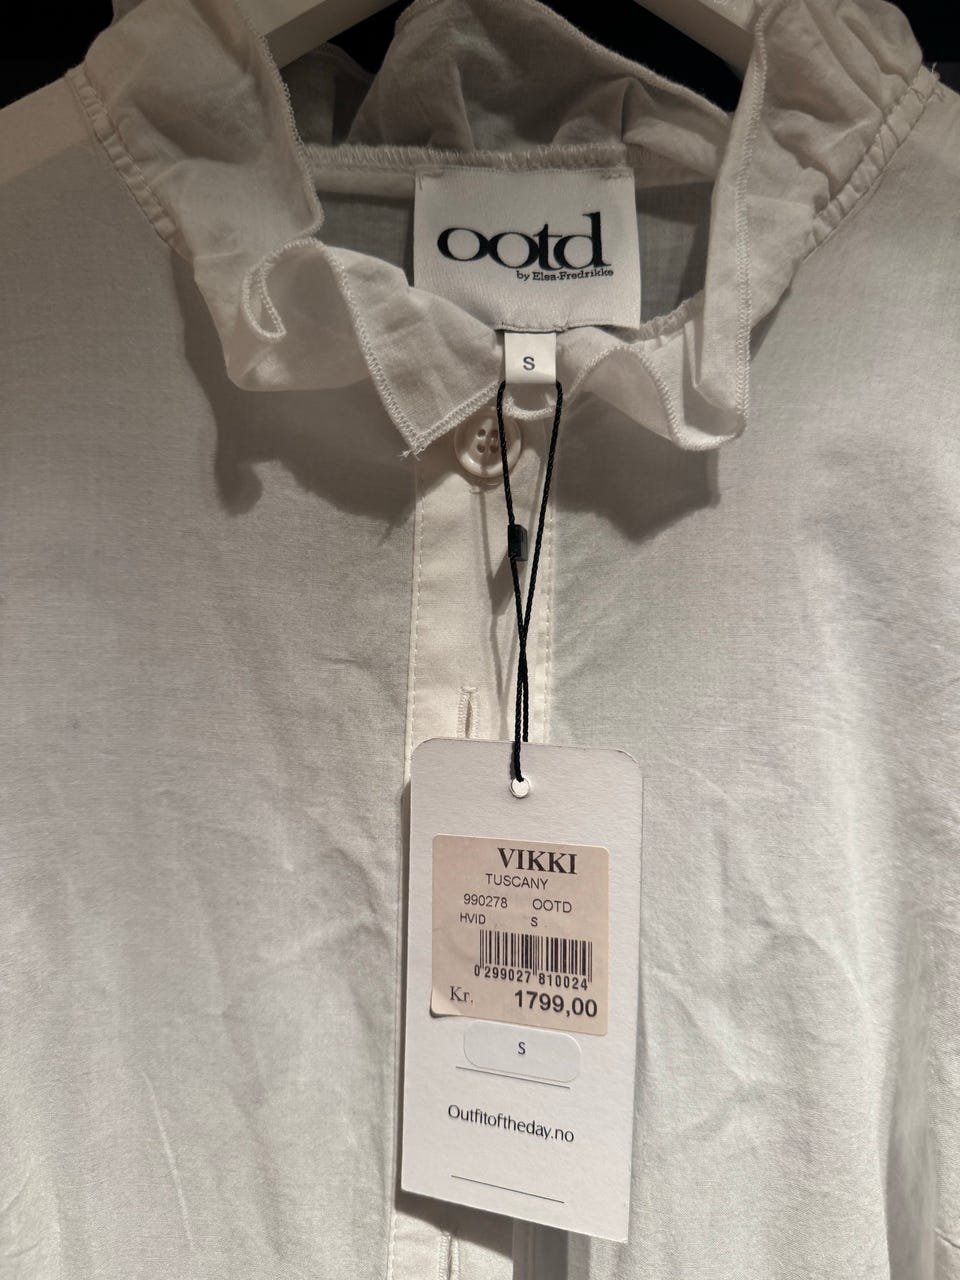 ootd
by Elsa-Fredrikke
S
VIKKI
TUSCANY
990278 OOTD
HVID S
0 299027 810024
Kr. 1799,00
S
Outfitoftheday.no